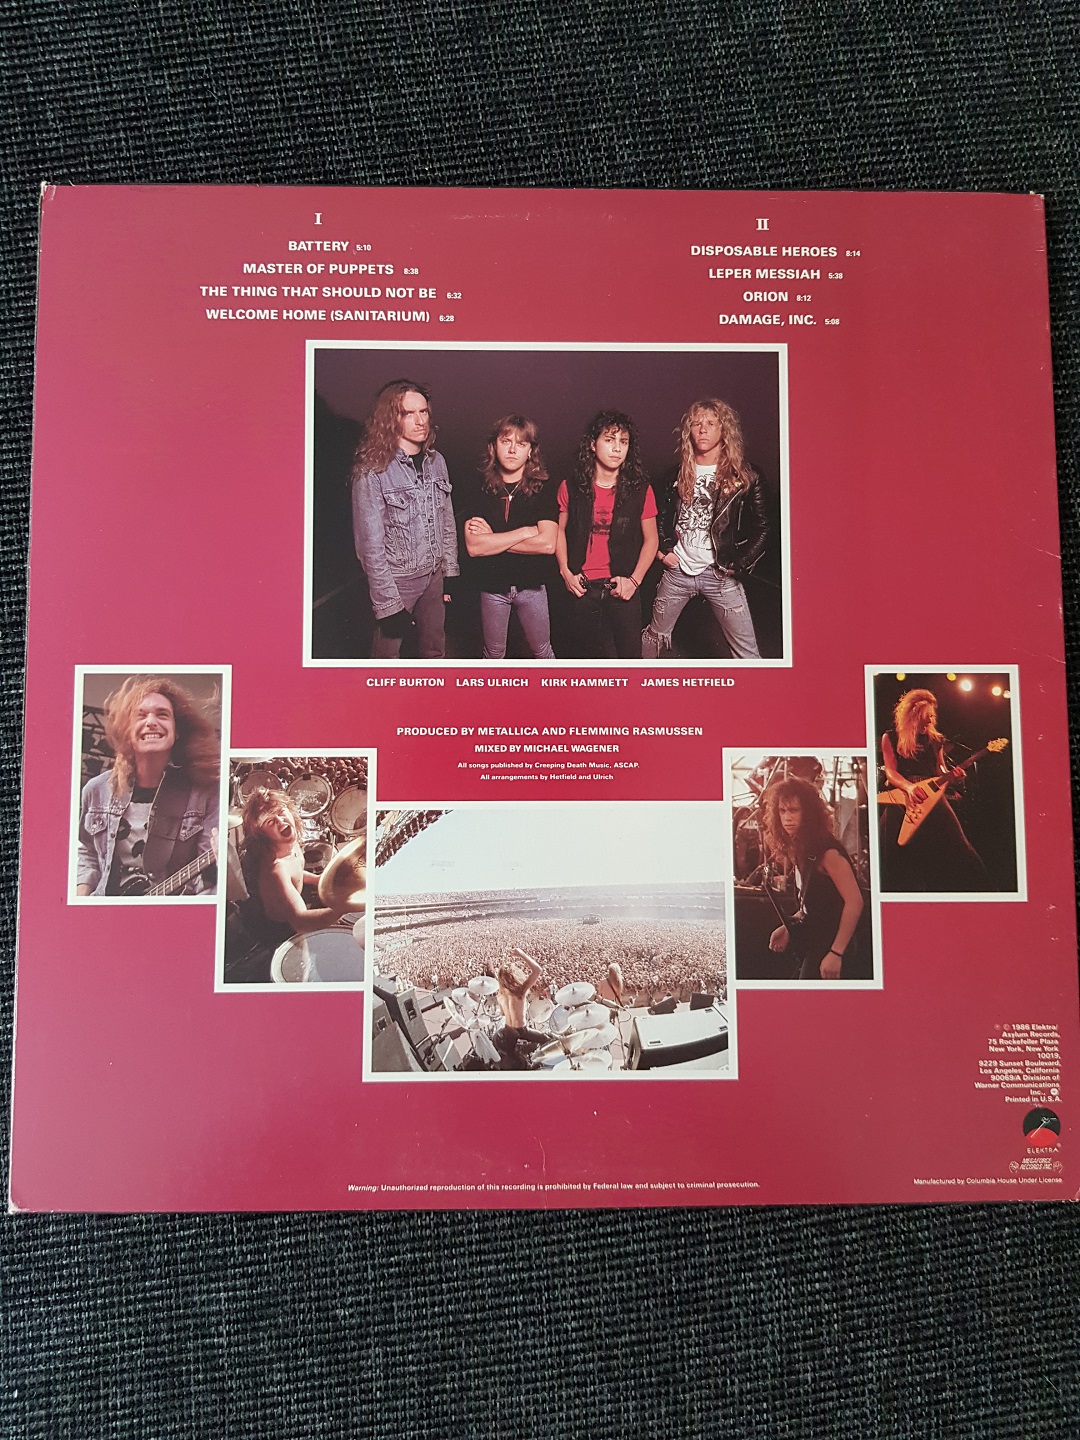 I
BATTERY 5:10
MASTER OF PUPPETS 8:38
THE THING THAT SHOULD NOT BE 6:32
WELCOME HOME (SANITARIUM) 6:28
II
DISPOSABLE HEROES 8:14
LEPER MESSIAH 5:38
ORION 8:12
DAMAGE, INC. 5:08
CLIFF BURTON LARS ULRICH KIRK HAMMETT JAMES HETFIELD
PRODUCED BY METALLICA AND FLEMMING RASMUSSEN
MIXED BY MICHAEL WAGENER
All songs published by Creeping Death Music, ASCAP.
All arrangements by Hetfield and Ulrich
℗ © 1986 Elektra/
Asylum Records,
75 Rockefeller Plaza
New York, New York
10019,
9229 Sunset Boulevard,
Los Angeles, California
90069/A Division of
Warner Communications
Inc..
Printed in U.S.A.
ELEKTRA®
MEGAFORCE
RECORDS INC
Manufactured by Columbia House Under License
Warning: Unauthorized reproduction of this recording is prohibited by Federal law and subject to criminal prosecution.